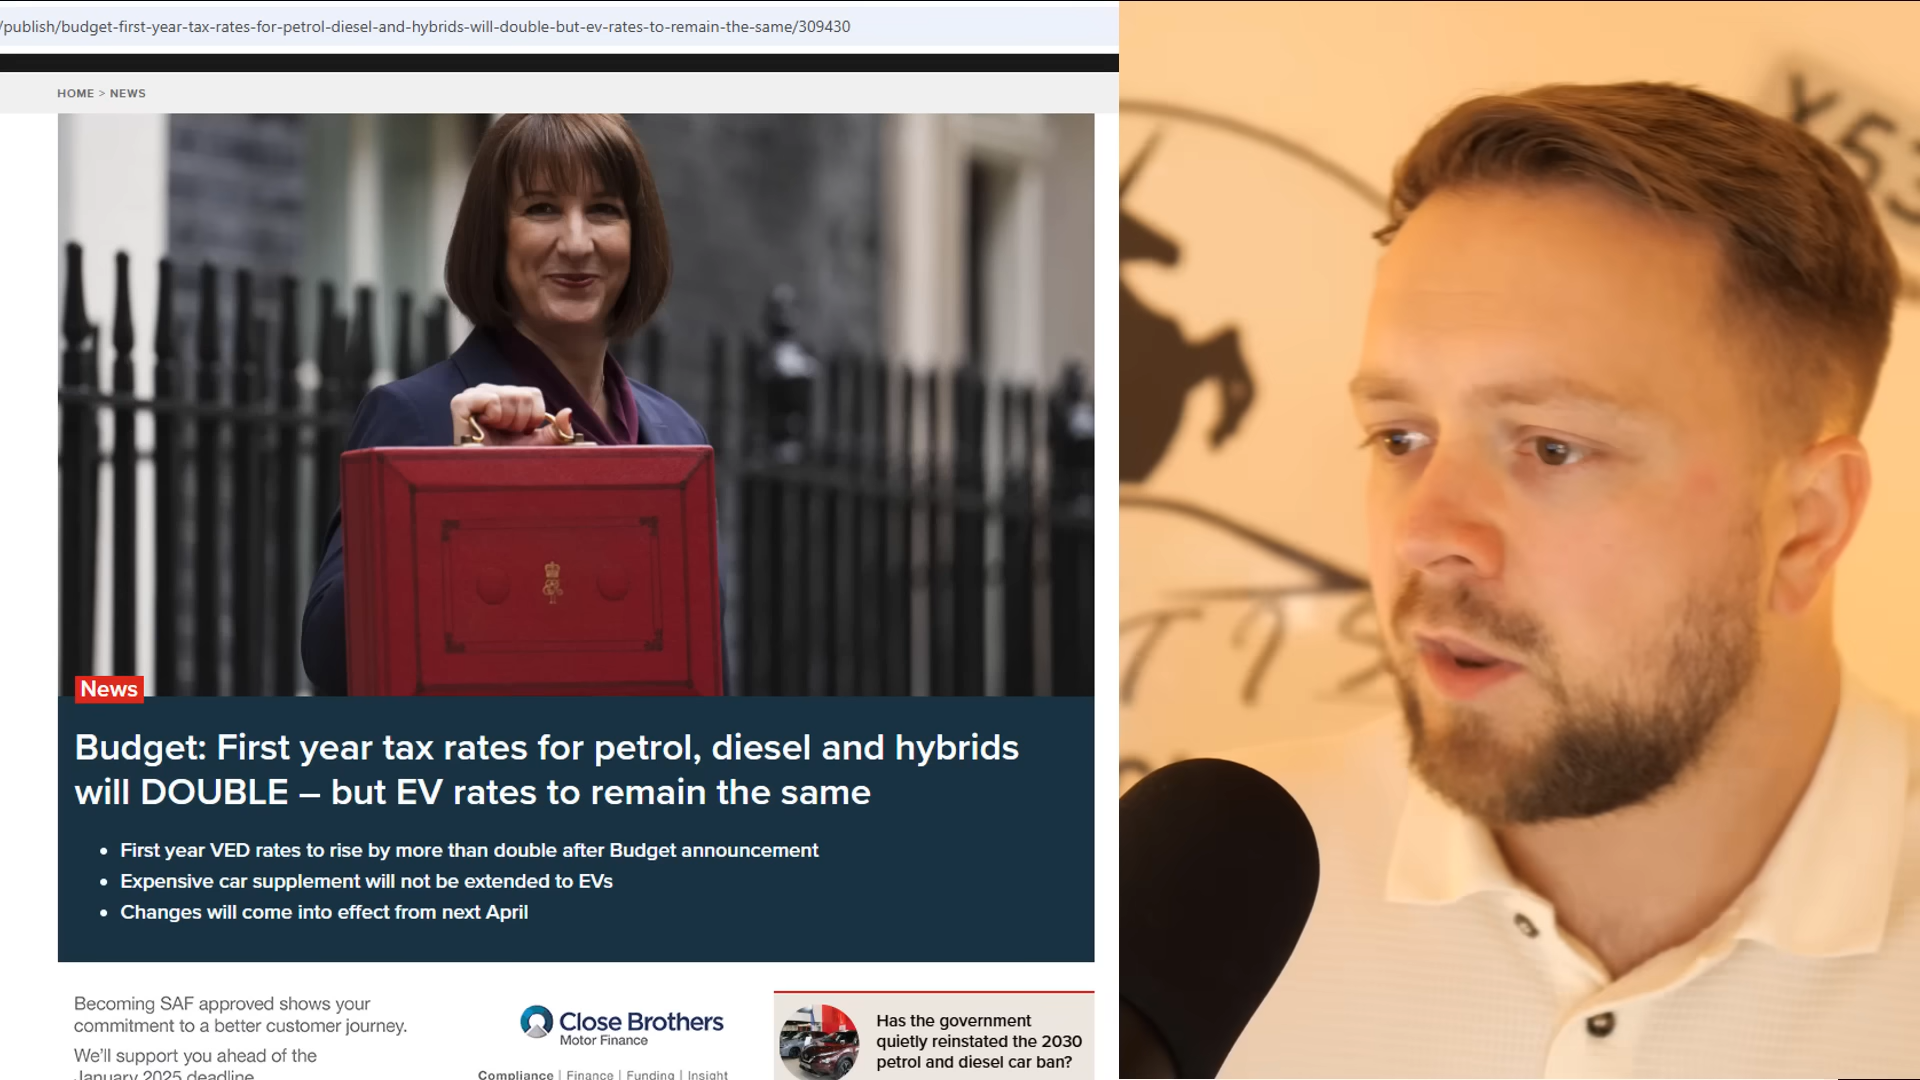 /publish/budget-first-year-tax-rates-for-petrol-diesel-and-hybrids-will-double-but-ev-rates-to-remain-the-same/309430
HOME > NEWS
News
Budget: First year tax rates for petrol, diesel and hybrids
will DOUBLE – but EV rates to remain the same
• First year VED rates to rise by more than double after Budget announcement
• Expensive car supplement will not be extended to EVs
• Changes will come into effect from next April
Becoming SAF approved shows your
commitment to a better customer journey.
We'll support you ahead of the
January 2025 deadline
Close Brothers
Motor Finance
Compliance | Finance | Funding | Insight
Has the government
quietly reinstated the 2030
petrol and diesel car ban?
Y53